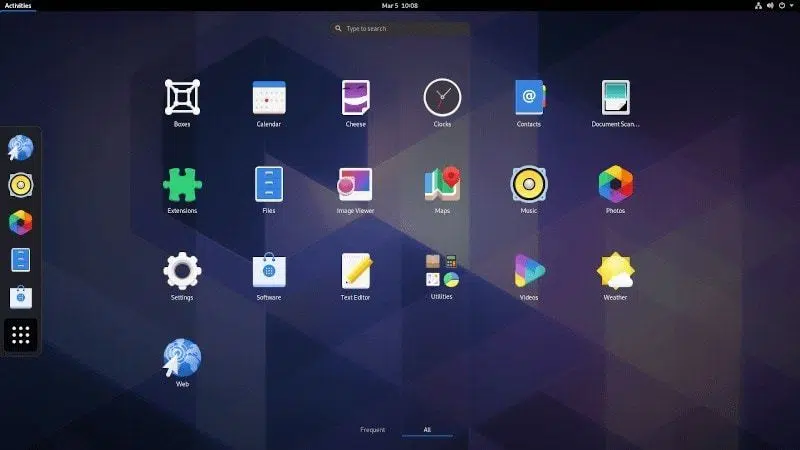 Activities
Mar 5 10:08
Type to search
Boxes
Calendar
Cheese
Clocks
Contacts
Document Scan...
Extensions
Files
Image Viewer
Maps
Music
Photos
Settings
Software
Text Editor
Utilities
Videos
Weather
Web
Frequent
All